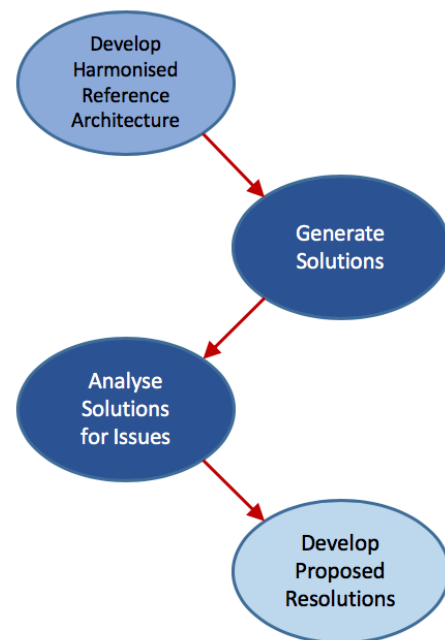 Develop
Harmonised
Reference
Architecture
Generate
Solutions
Analyse
Solutions
for Issues
Develop
Proposed
Resolutions